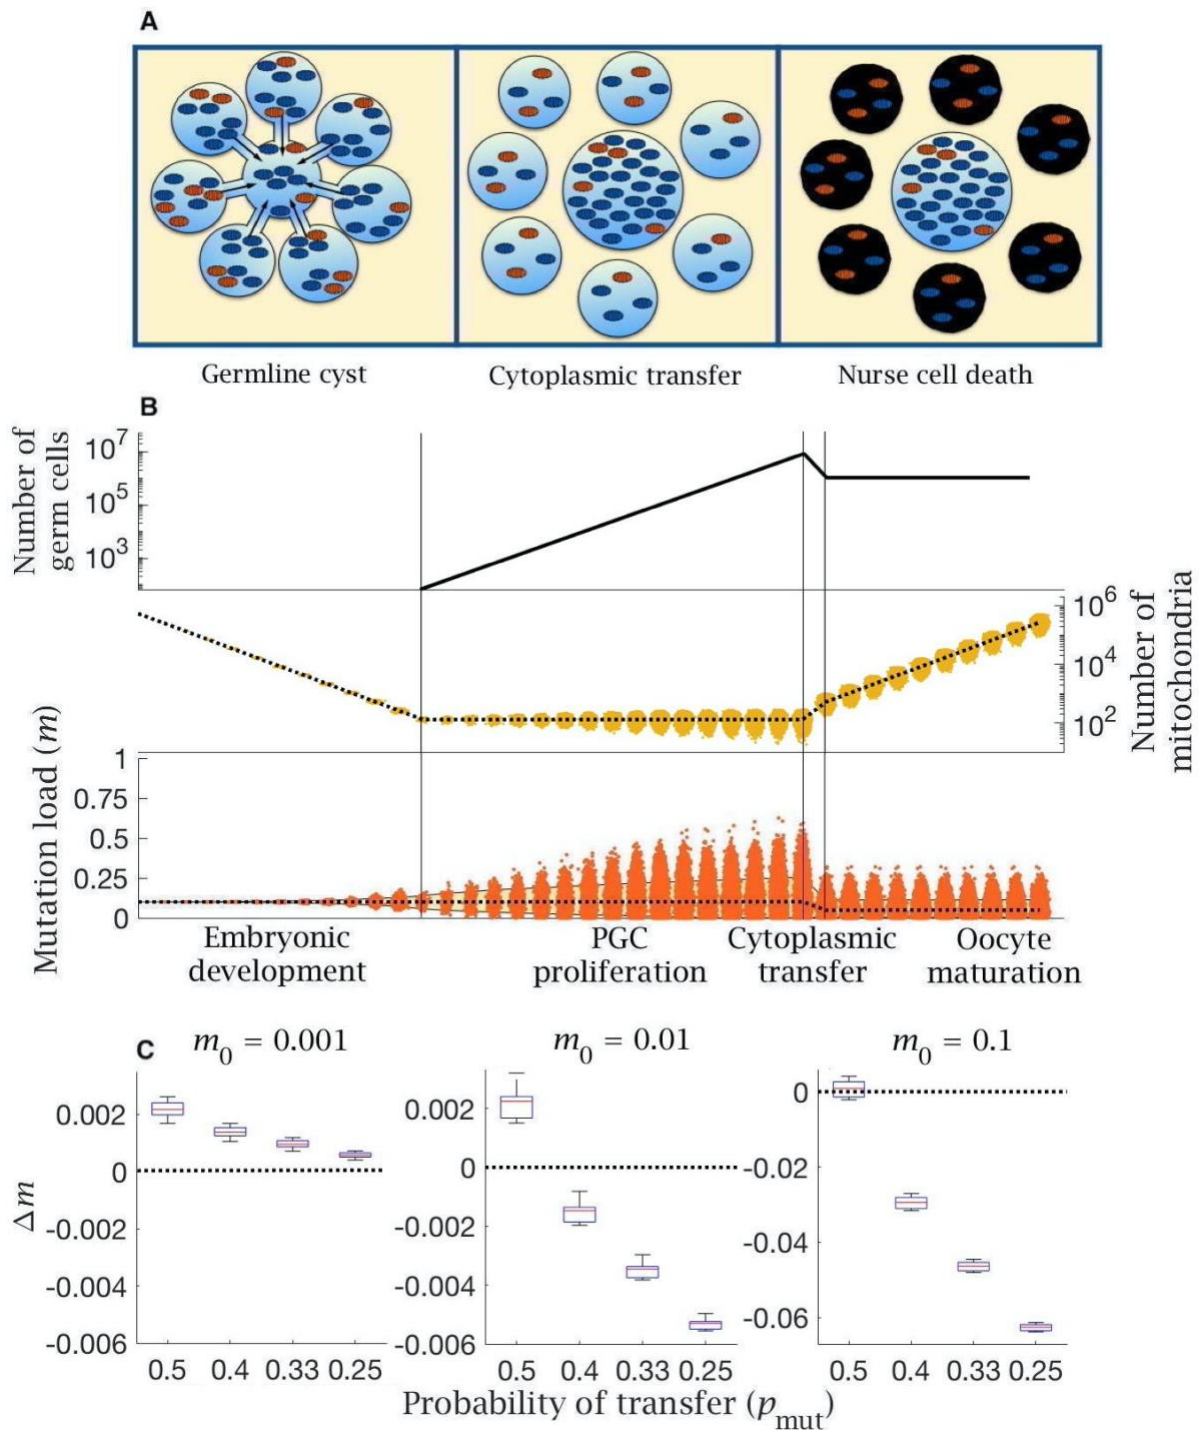 A
Germline cyst
Cytoplasmic transfer
Nurse cell death
B
Number of
germ cells
10^7
10^5
10^3
10^6
10^4
10^2
Number of
mitochondria
Mutation load (m)
1
0.75
0.5
0.25
0
Embryonic
development
PGC
proliferation
Cytoplasmic
transfer
Oocyte
maturation
C
m_0 = 0.001
m_0 = 0.01
m_0 = 0.1
Δm
0.002
0
-0.002
-0.004
-0.006
0.5 0.4 0.33 0.25
0.002
0
-0.002
-0.004
-0.006
0.5 0.4 0.33 0.25
0
-0.02
-0.04
-0.06
0.5 0.4 0.33 0.25
Probability of transfer (p_mut)